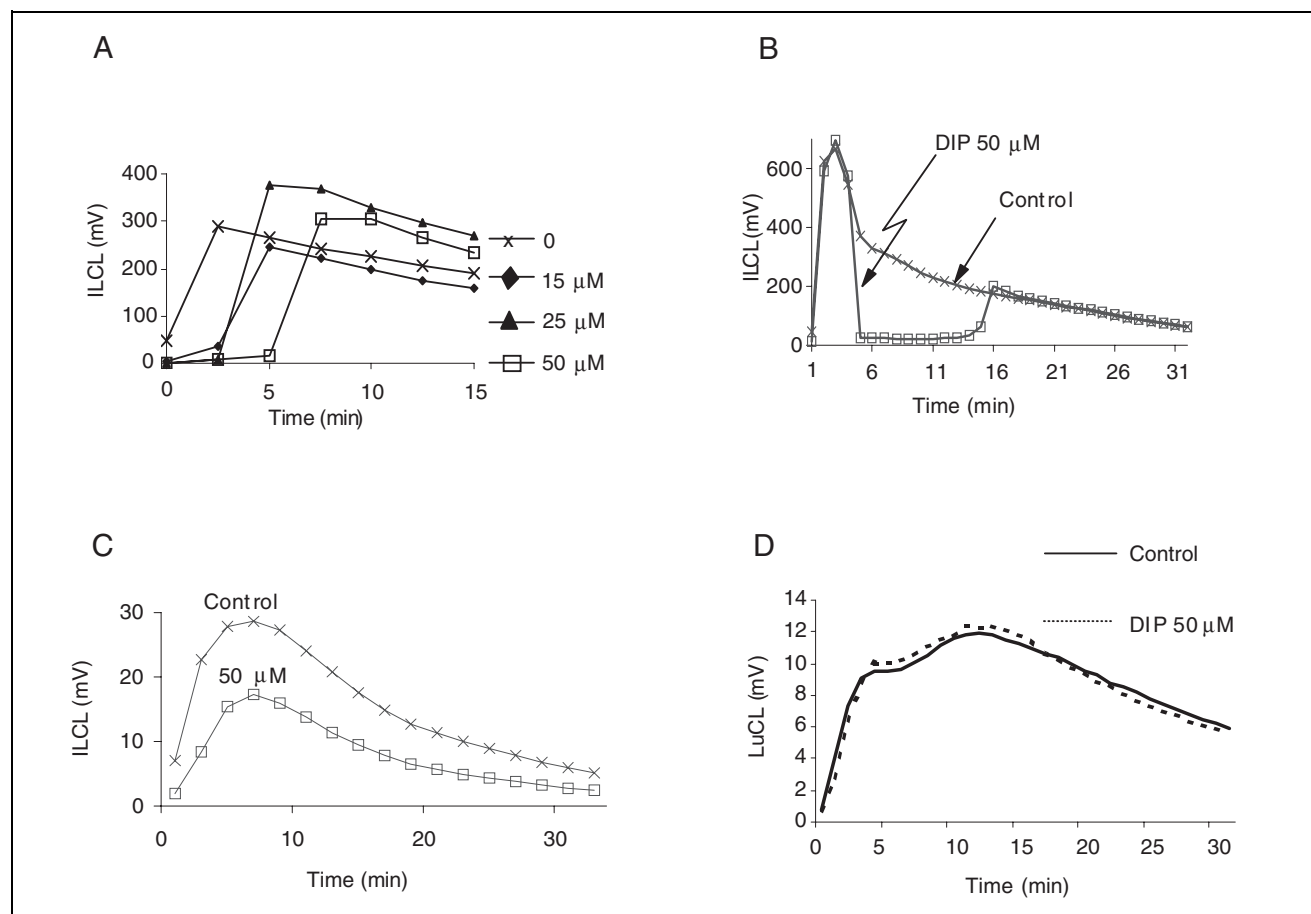 A
ILCL (mV)
400
300
200
100
0
0 5 10 15
Time (min)
0
15 μM
25 μM
50 μM
B
ILCL (mV)
600
400
200
0
1 6 11 16 21 26 31
Time (min)
DIP 50 μM
Control
C
ILCL (mV)
30
20
10
0
0 10 20 30
Time (min)
Control
50 μM
D
LuCL (mV)
14
12
10
8
6
4
2
0
0 5 10 15 20 25 30
Time (min)
Control
DIP 50 μM